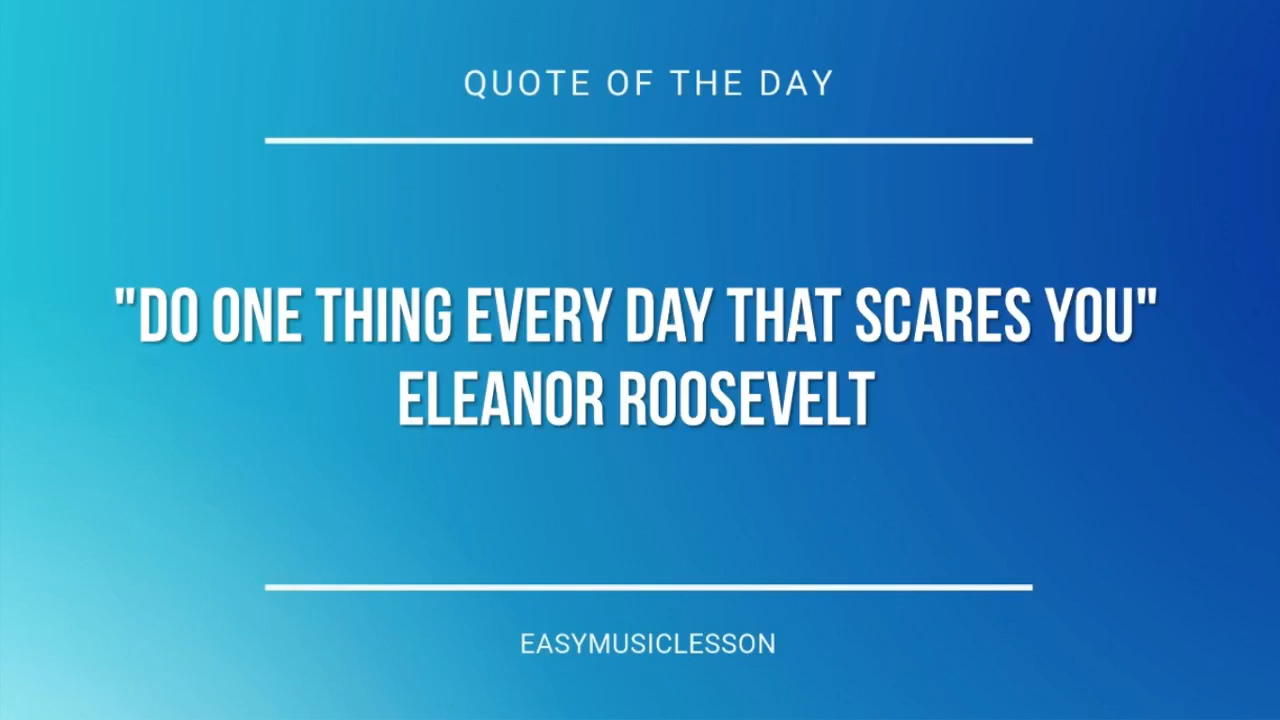 QUOTE OF THE DAY
"DO ONE THING EVERY DAY THAT SCARES YOU"
ELEANOR ROOSEVELT
EASYMUSICLESSON